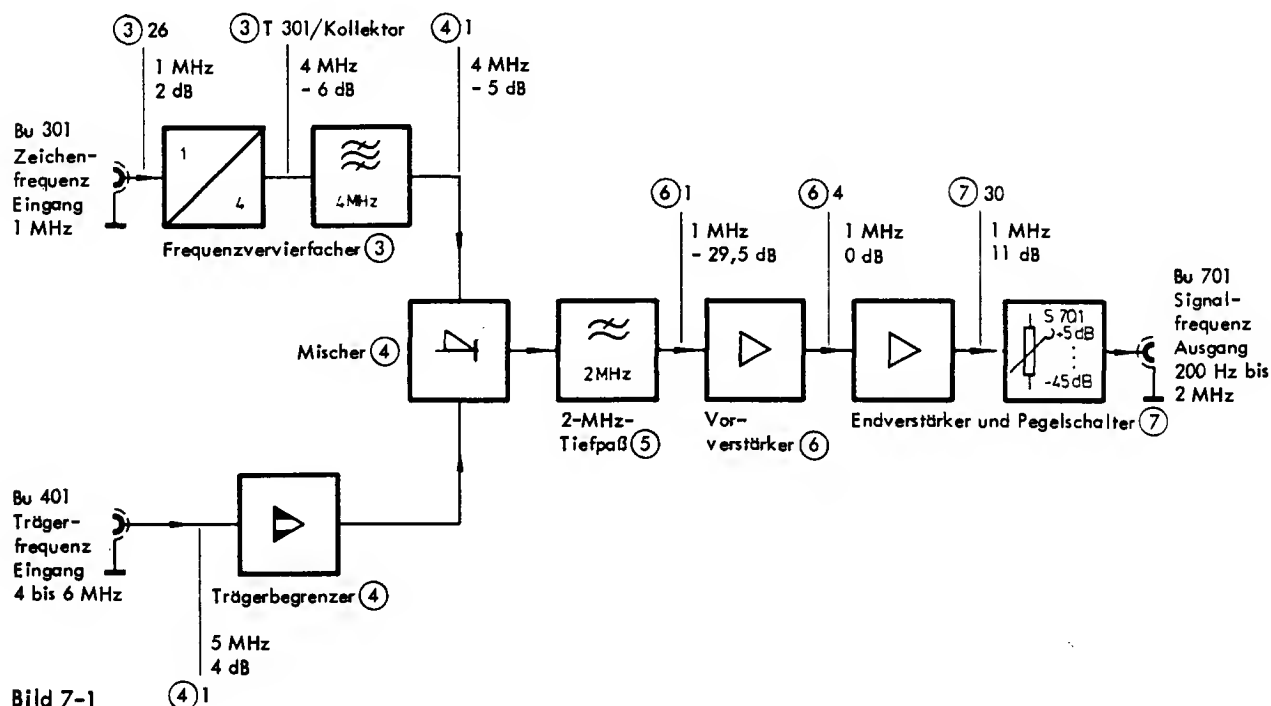 ③ 26
1 MHz
2 dB
③ T 301/Kollektor
4 MHz
- 6 dB
④ 1
4 MHz
- 5 dB
Bu 301
Zeichen-
frequenz
Eingang
1 MHz
1
4
4MHz
Frequenzvervierfacher ③
Mischer ④
2MHz
2-MHz-
Tiefpaß ⑤
⑥ 1
1 MHz
- 29,5 dB
Vor-
verstärker ⑥
⑥ 4
1 MHz
0 dB
⑦ 30
1 MHz
11 dB
S 701
+5 dB
-45 dB
Endverstärker und Pegelschalter ⑦
Bu 701
Signal-
frequenz
Ausgang
200 Hz bis
2 MHz
Bu 401
Träger-
frequenz
Eingang
4 bis 6 MHz
Trägerbegrenzer ④
5 MHz
4 dB
④ 1
Bild 7-1